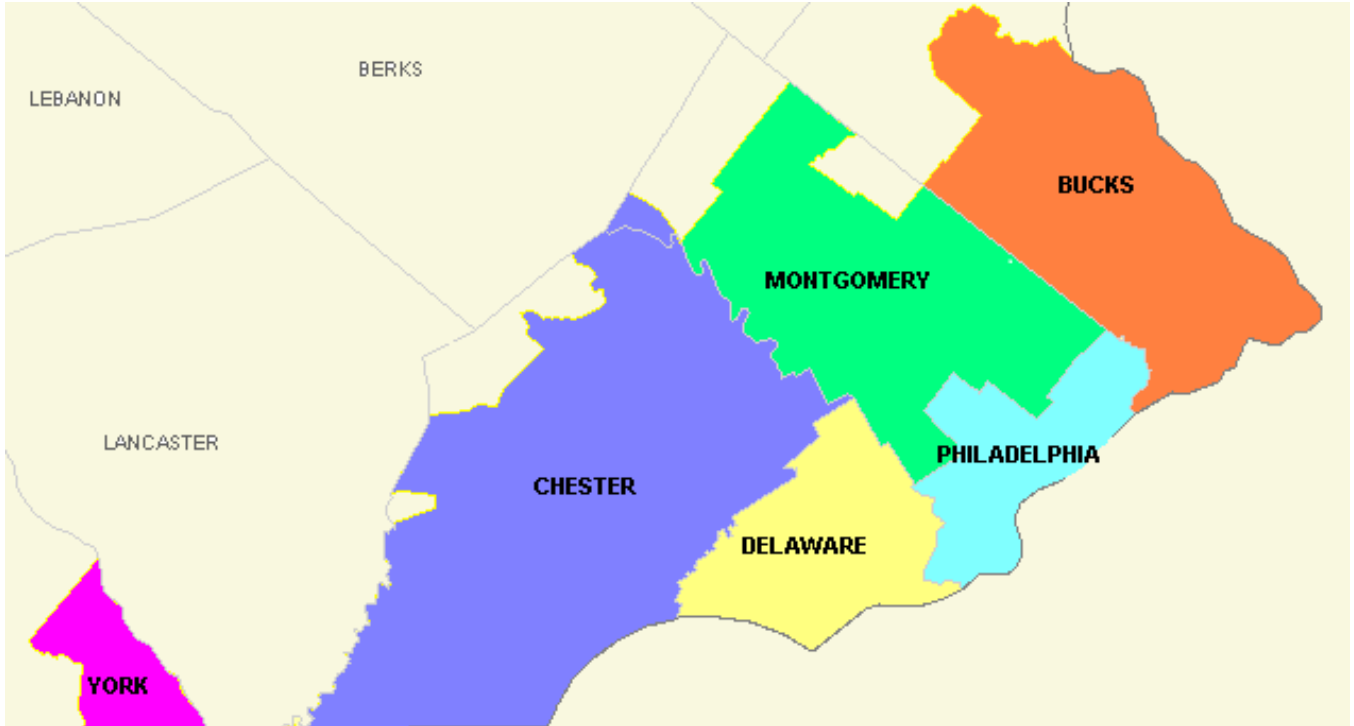 BERKS
LEBANON
BUCKS
MONTGOMERY
LANCASTER
PHILADELPHIA
CHESTER
DELAWARE
YORK